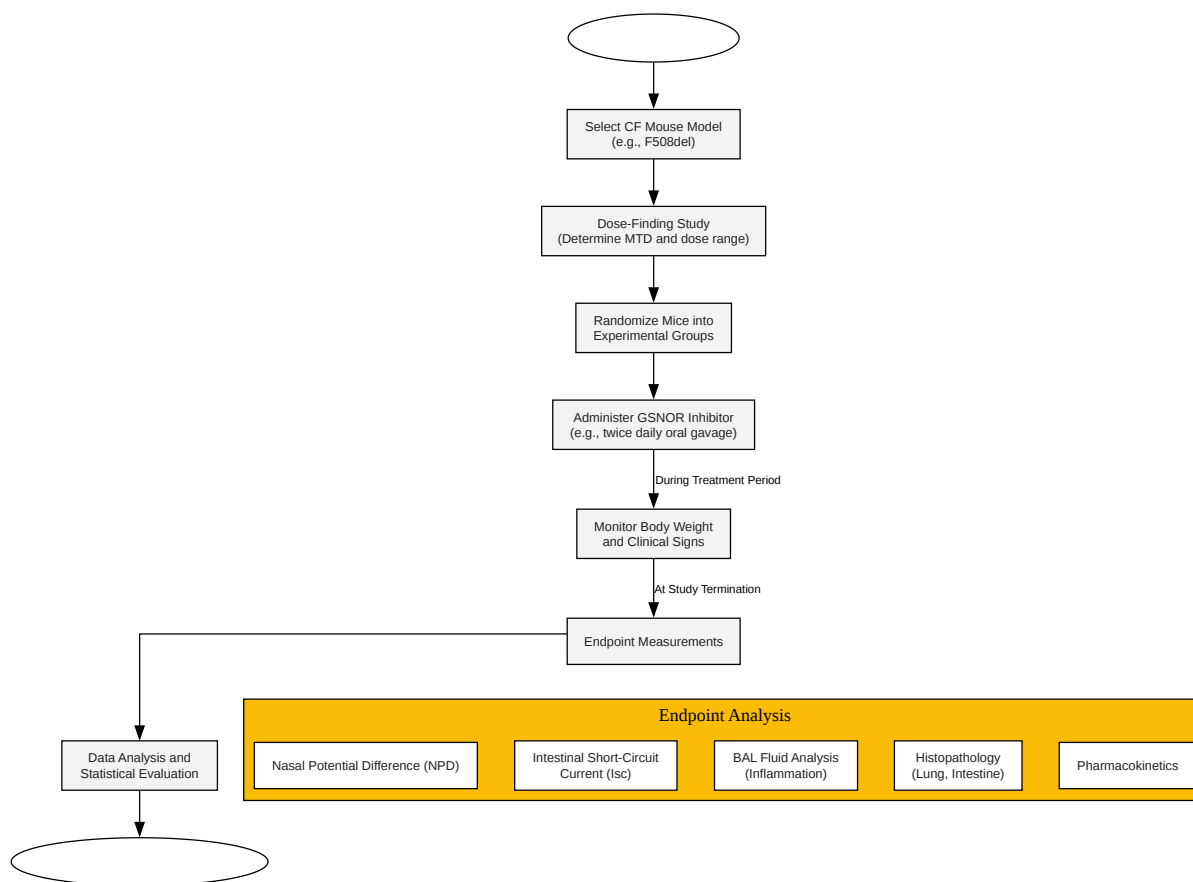 Select CF Mouse Model
(e.g., F508del)
Dose-Finding Study
(Determine MTD and dose range)
Randomize Mice into
Experimental Groups
Administer GSNOR Inhibitor
(e.g., twice daily oral gavage)
During Treatment Period
Monitor Body Weight
and Clinical Signs
At Study Termination
Endpoint Measurements
Endpoint Analysis
Data Analysis and
Statistical Evaluation
Nasal Potential Difference (NPD)
Intestinal Short-Circuit
Current (Isc)
BAL Fluid Analysis
(Inflammation)
Histopathology
(Lung, Intestine)
Pharmacokinetics